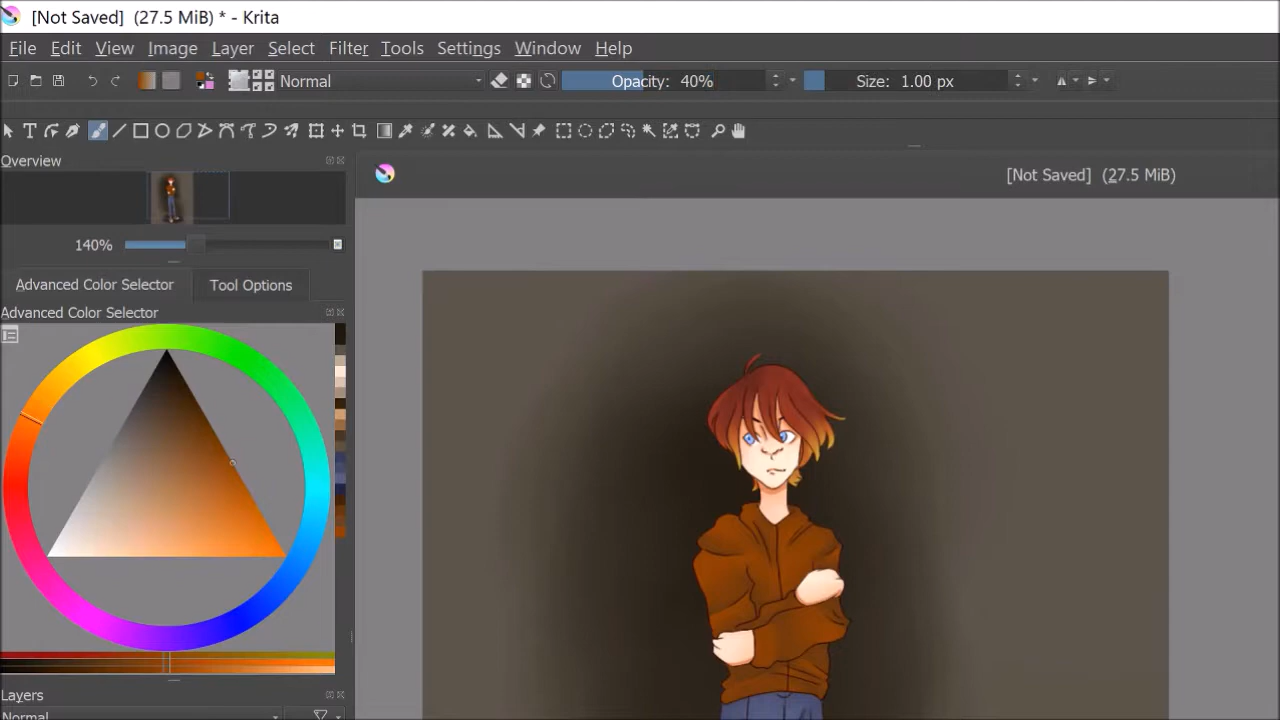 [Not Saved] (27.5 MiB) * - Krita
File Edit View Image Layer Select Filter Tools Settings Window Help
Normal Opacity: 40% Size: 1.00 px
Overview
[Not Saved] (27.5 MiB)
140%
Advanced Color Selector Tool Options
Advanced Color Selector
Layers
Normal